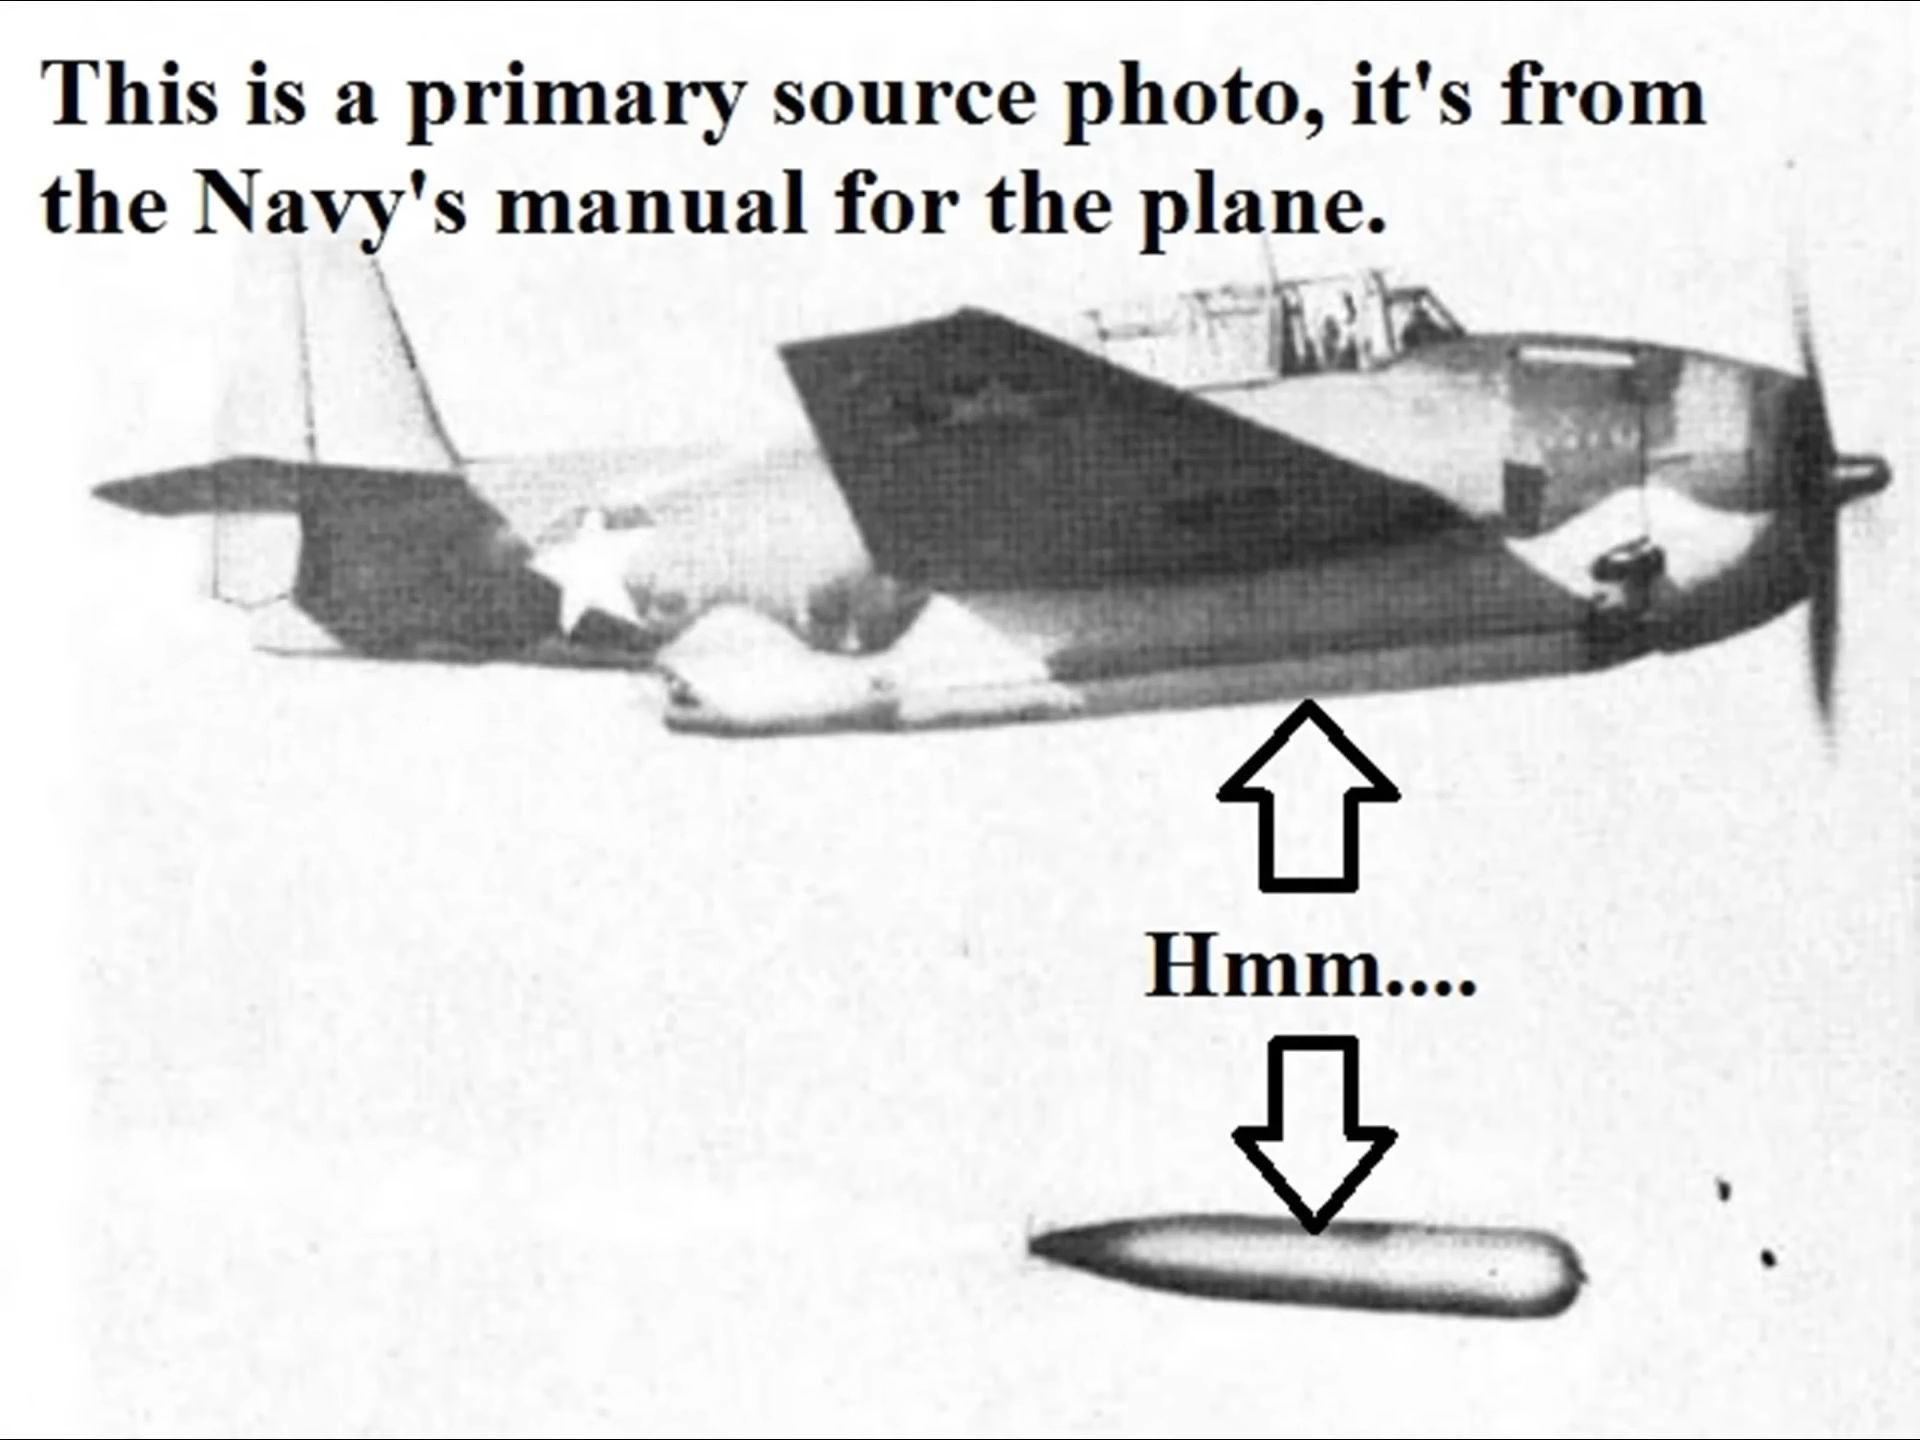 This is a primary source photo, it's from
the Navy's manual for the plane.
Hmm....